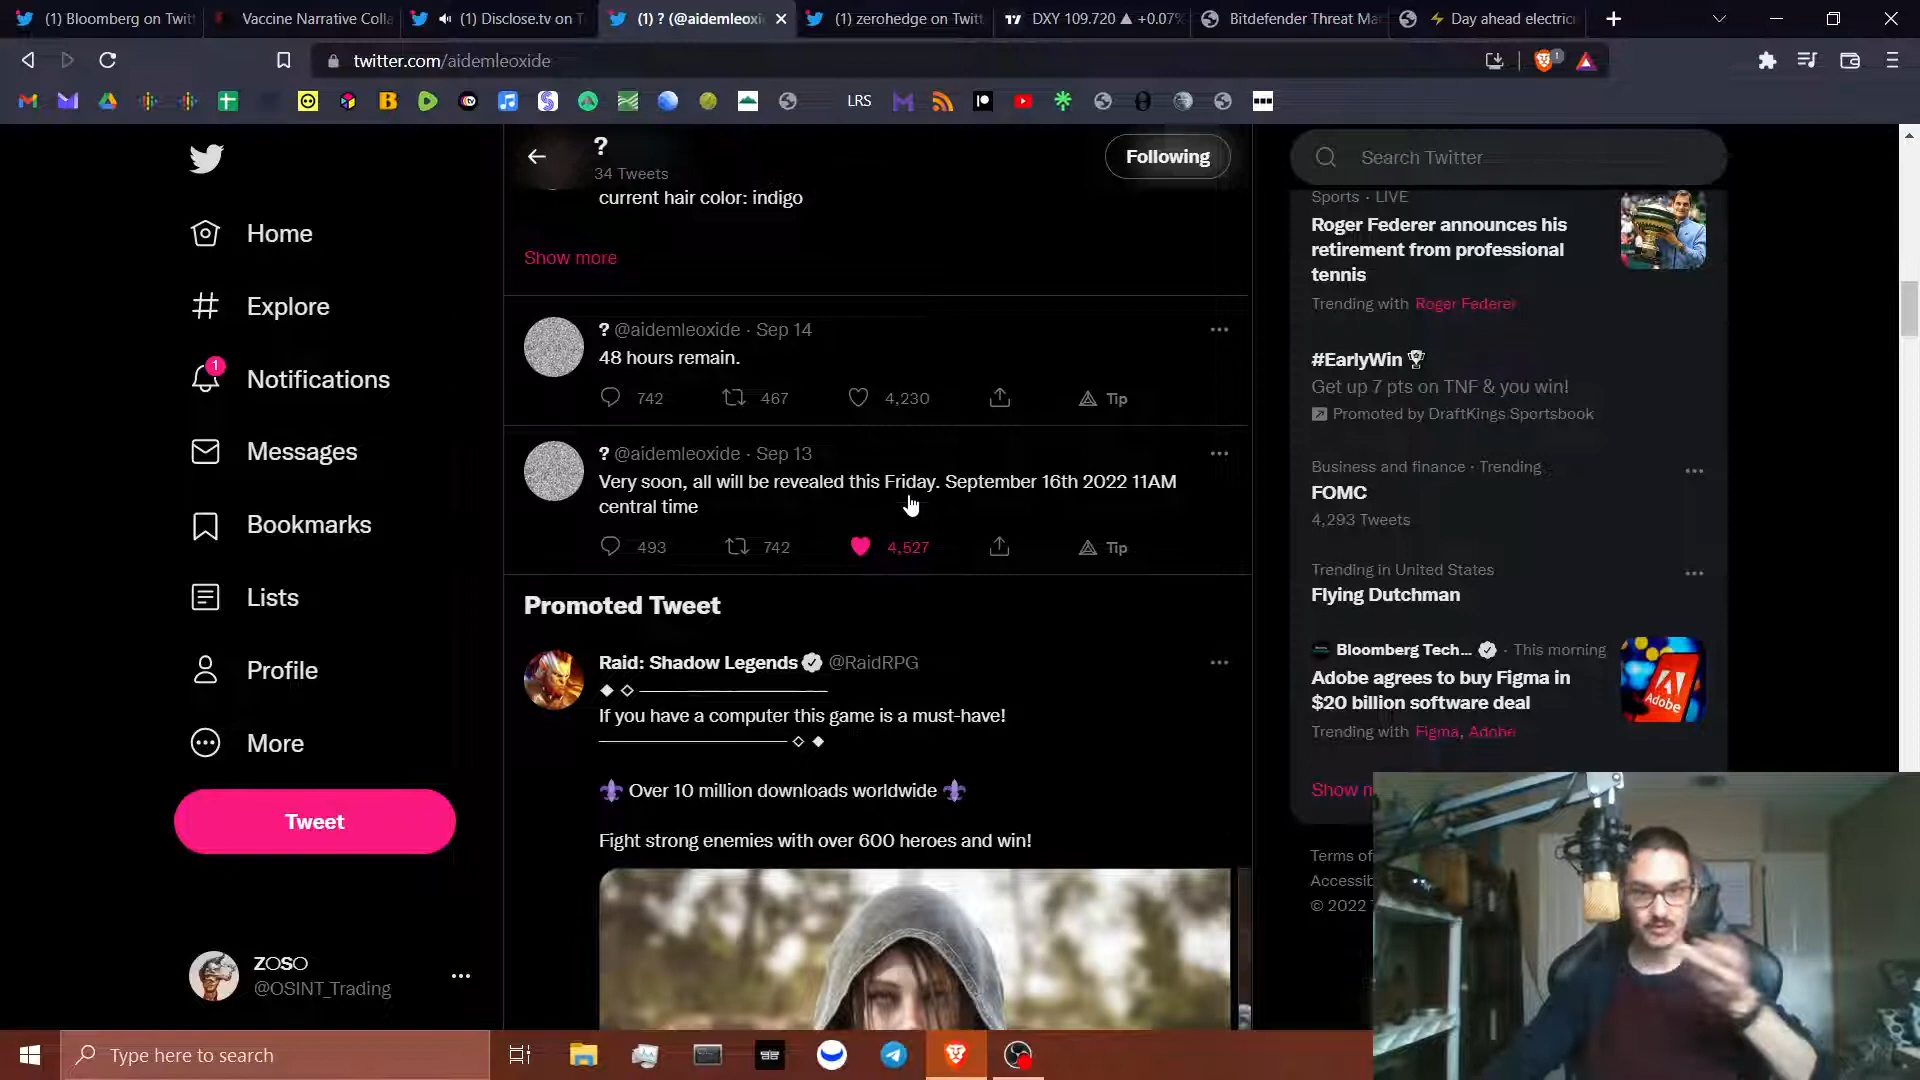 (1) Bloomberg on Twitt
Vaccine Narrative Colla
(1) Disclose.tv on T
(1) ? (@aidemleoxi
(1) zerohedge on Twitt
DXY 109.720 ▲ +0.07%
Bitdefender Threat Ma
⚡ Day ahead electric
twitter.com/aidemleoxide
LRS
?
34 Tweets
Following
Search Twitter
current hair color: indigo
Show more
Home
Explore
1
Notifications
Messages
Bookmarks
Lists
Profile
More
Tweet
ZOSO
@OSINT_Trading
? @aidemleoxide · Sep 14
48 hours remain.
742 467 4,230 Tip
? @aidemleoxide · Sep 13
Very soon, all will be revealed this Friday. September 16th 2022 11AM
central time
493 742 4,527 Tip
Promoted Tweet
Raid: Shadow Legends @RaidRPG
If you have a computer this game is a must-have!
⚜ Over 10 million downloads worldwide ⚜
Fight strong enemies with over 600 heroes and win!
Sports · LIVE
Roger Federer announces his
retirement from professional
tennis
Trending with Roger Federer
#EarlyWin 🏆
Get up 7 pts on TNF & you win!
Promoted by DraftKings Sportsbook
Business and finance · Trending
FOMC
4,293 Tweets
Trending in United States
Flying Dutchman
Bloomberg Tech... · This morning
Adobe agrees to buy Figma in
$20 billion software deal
Adobe
Trending with Figma, Adobe
Show
Terms of
© 2022
Type here to search